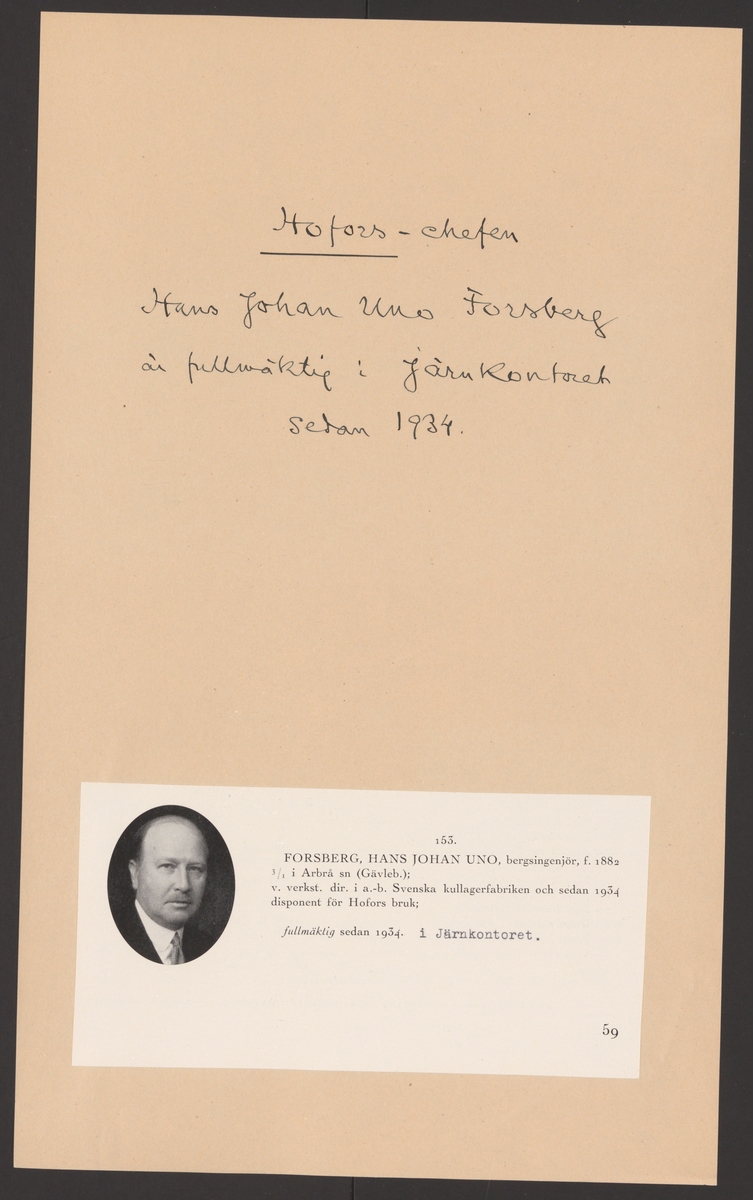 Hofors - chefen
Hans Johan Uno Forsberg
är fullmäktig i Järnkontoret
sedan 1934.
153.
FORSBERG, HANS JOHAN UNO, bergsingenjör, f. 1882
3/1 i Arbrå sn (Gävleb.);
v. verkst. dir. i a.-b. Svenska kullagerfabriken och sedan 1934
disponent för Hofors bruk;
fullmäktig sedan 1934. i Järnkontoret.
59